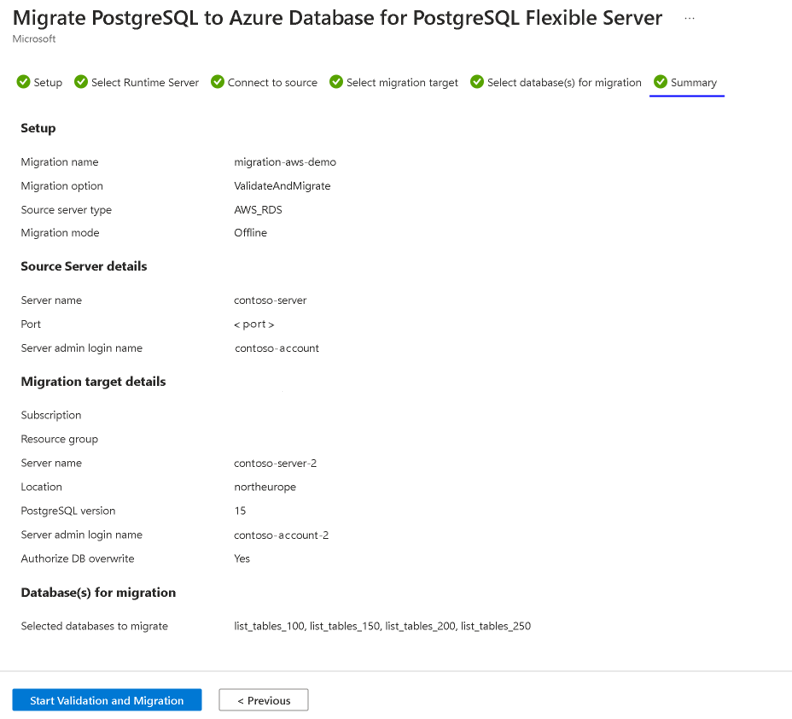 Migrate PostgreSQL to Azure Database for PostgreSQL Flexible Server ...
Microsoft
Setup Select Runtime Server Connect to source Select migration target Select database(s) for migration Summary
Setup
Migration name migration-aws-demo
Migration option ValidateAndMigrate
Source server type AWS_RDS
Migration mode Offline
Source Server details
Server name contoso-server
Port < port >
Server admin login name contoso-account
Migration target details
Subscription
Resource group
Server name contoso-server-2
Location northeurope
PostgreSQL version 15
Server admin login name contoso-account-2
Authorize DB overwrite Yes
Database(s) for migration
Selected databases to migrate list_tables_100, list_tables_150, list_tables_200, list_tables_250
Start Validation and Migration < Previous